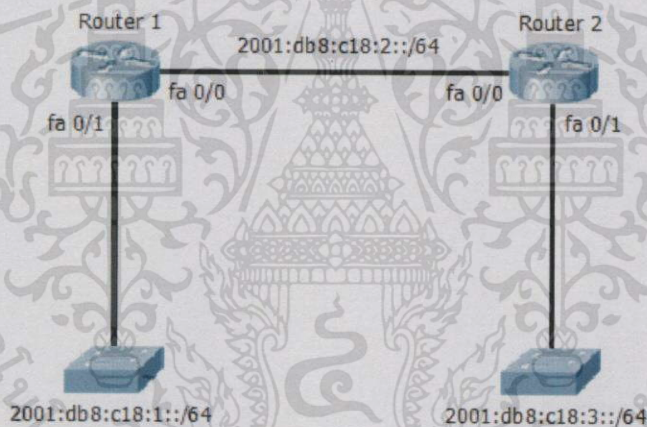 Router 1
Router 2
2001:db8:c18:2::/64
fa 0/0
fa 0/0
fa 0/1
fa 0/1
2001:db8:c18:1::/64
2001:db8:c18:3::/64